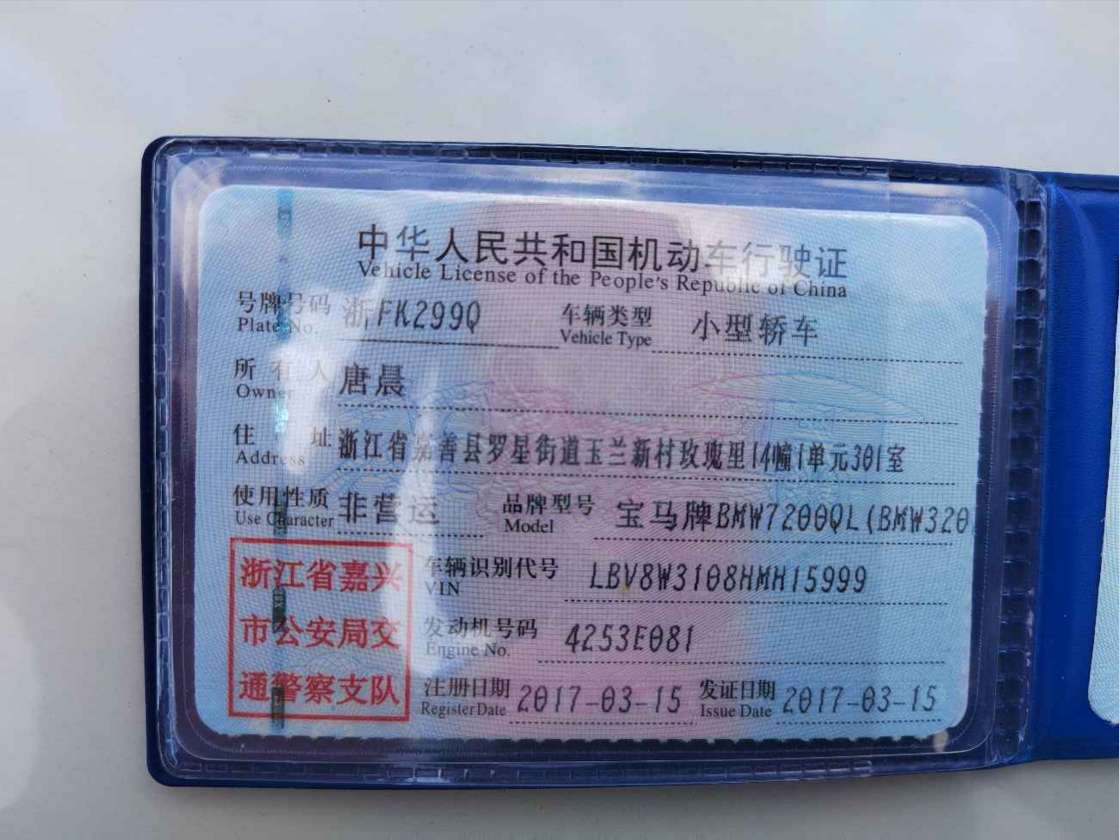 中华人民共和国机动车行驶证
Vehicle License of the People's Republic of China
号牌号码 浙FK299Q 车辆类型 小型轿车
Plate No. Vehicle Type
所有人 唐晨
Owner
住址 浙江省嘉善县罗星街道玉兰新村玫瑰里14幢1单元301室
Address
使用性质 非营运 品牌型号 宝马牌BMW7200QL(BMW320
Use Character Model
浙江省嘉兴
市公安局交
通警察支队
车辆识别代号 LBV8W3108HMH15999
VIN
发动机号码 4253E081
Engine No.
注册日期 2017-03-15 发证日期 2017-03-15
Register Date Issue Date